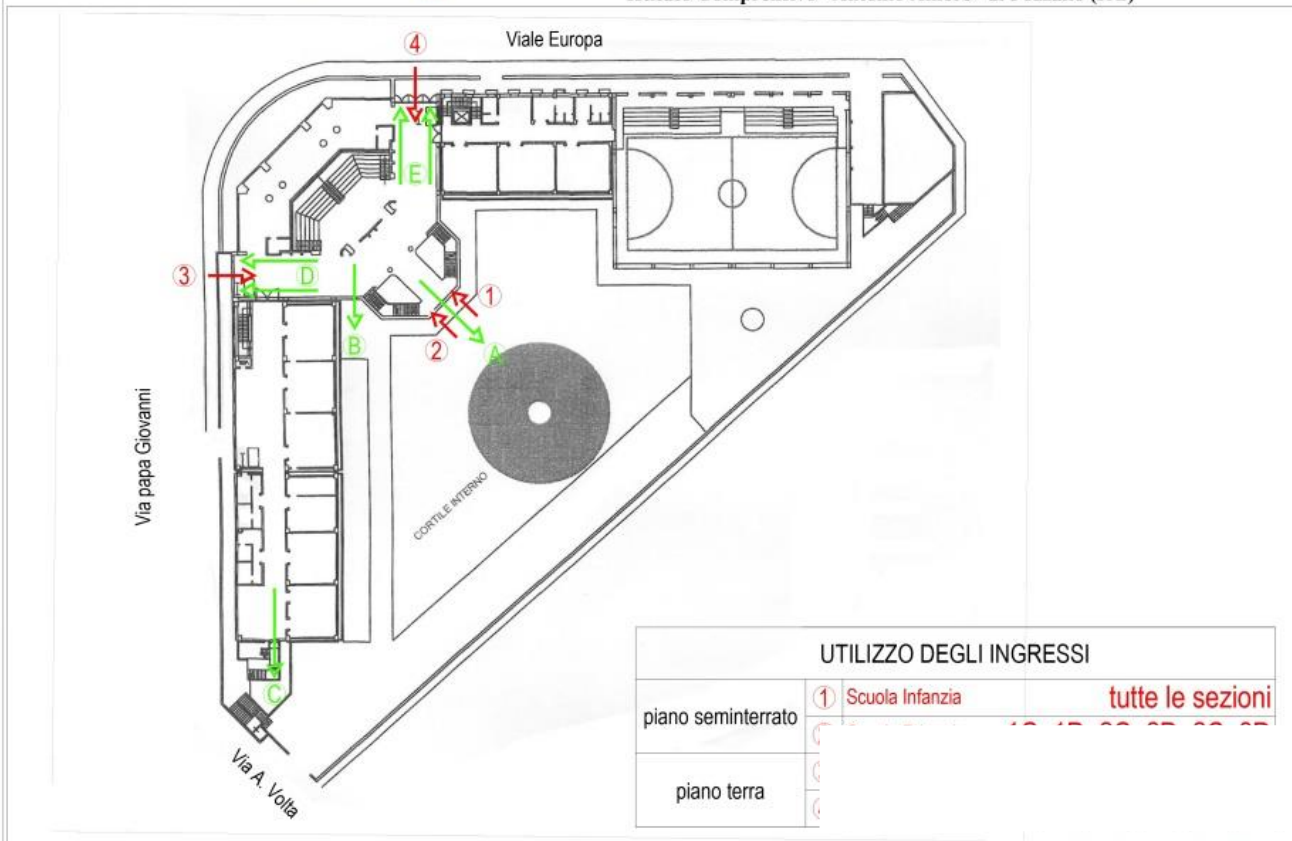 Viale Europa
④
E
③
D
①
②
B
A
Via papa Giovanni
CORTILE INTERNO
C
Via A. Volta
UTILIZZO DEGLI INGRESSI
piano seminterrato
① Scuola Infanzia tutte le sezioni
piano terra